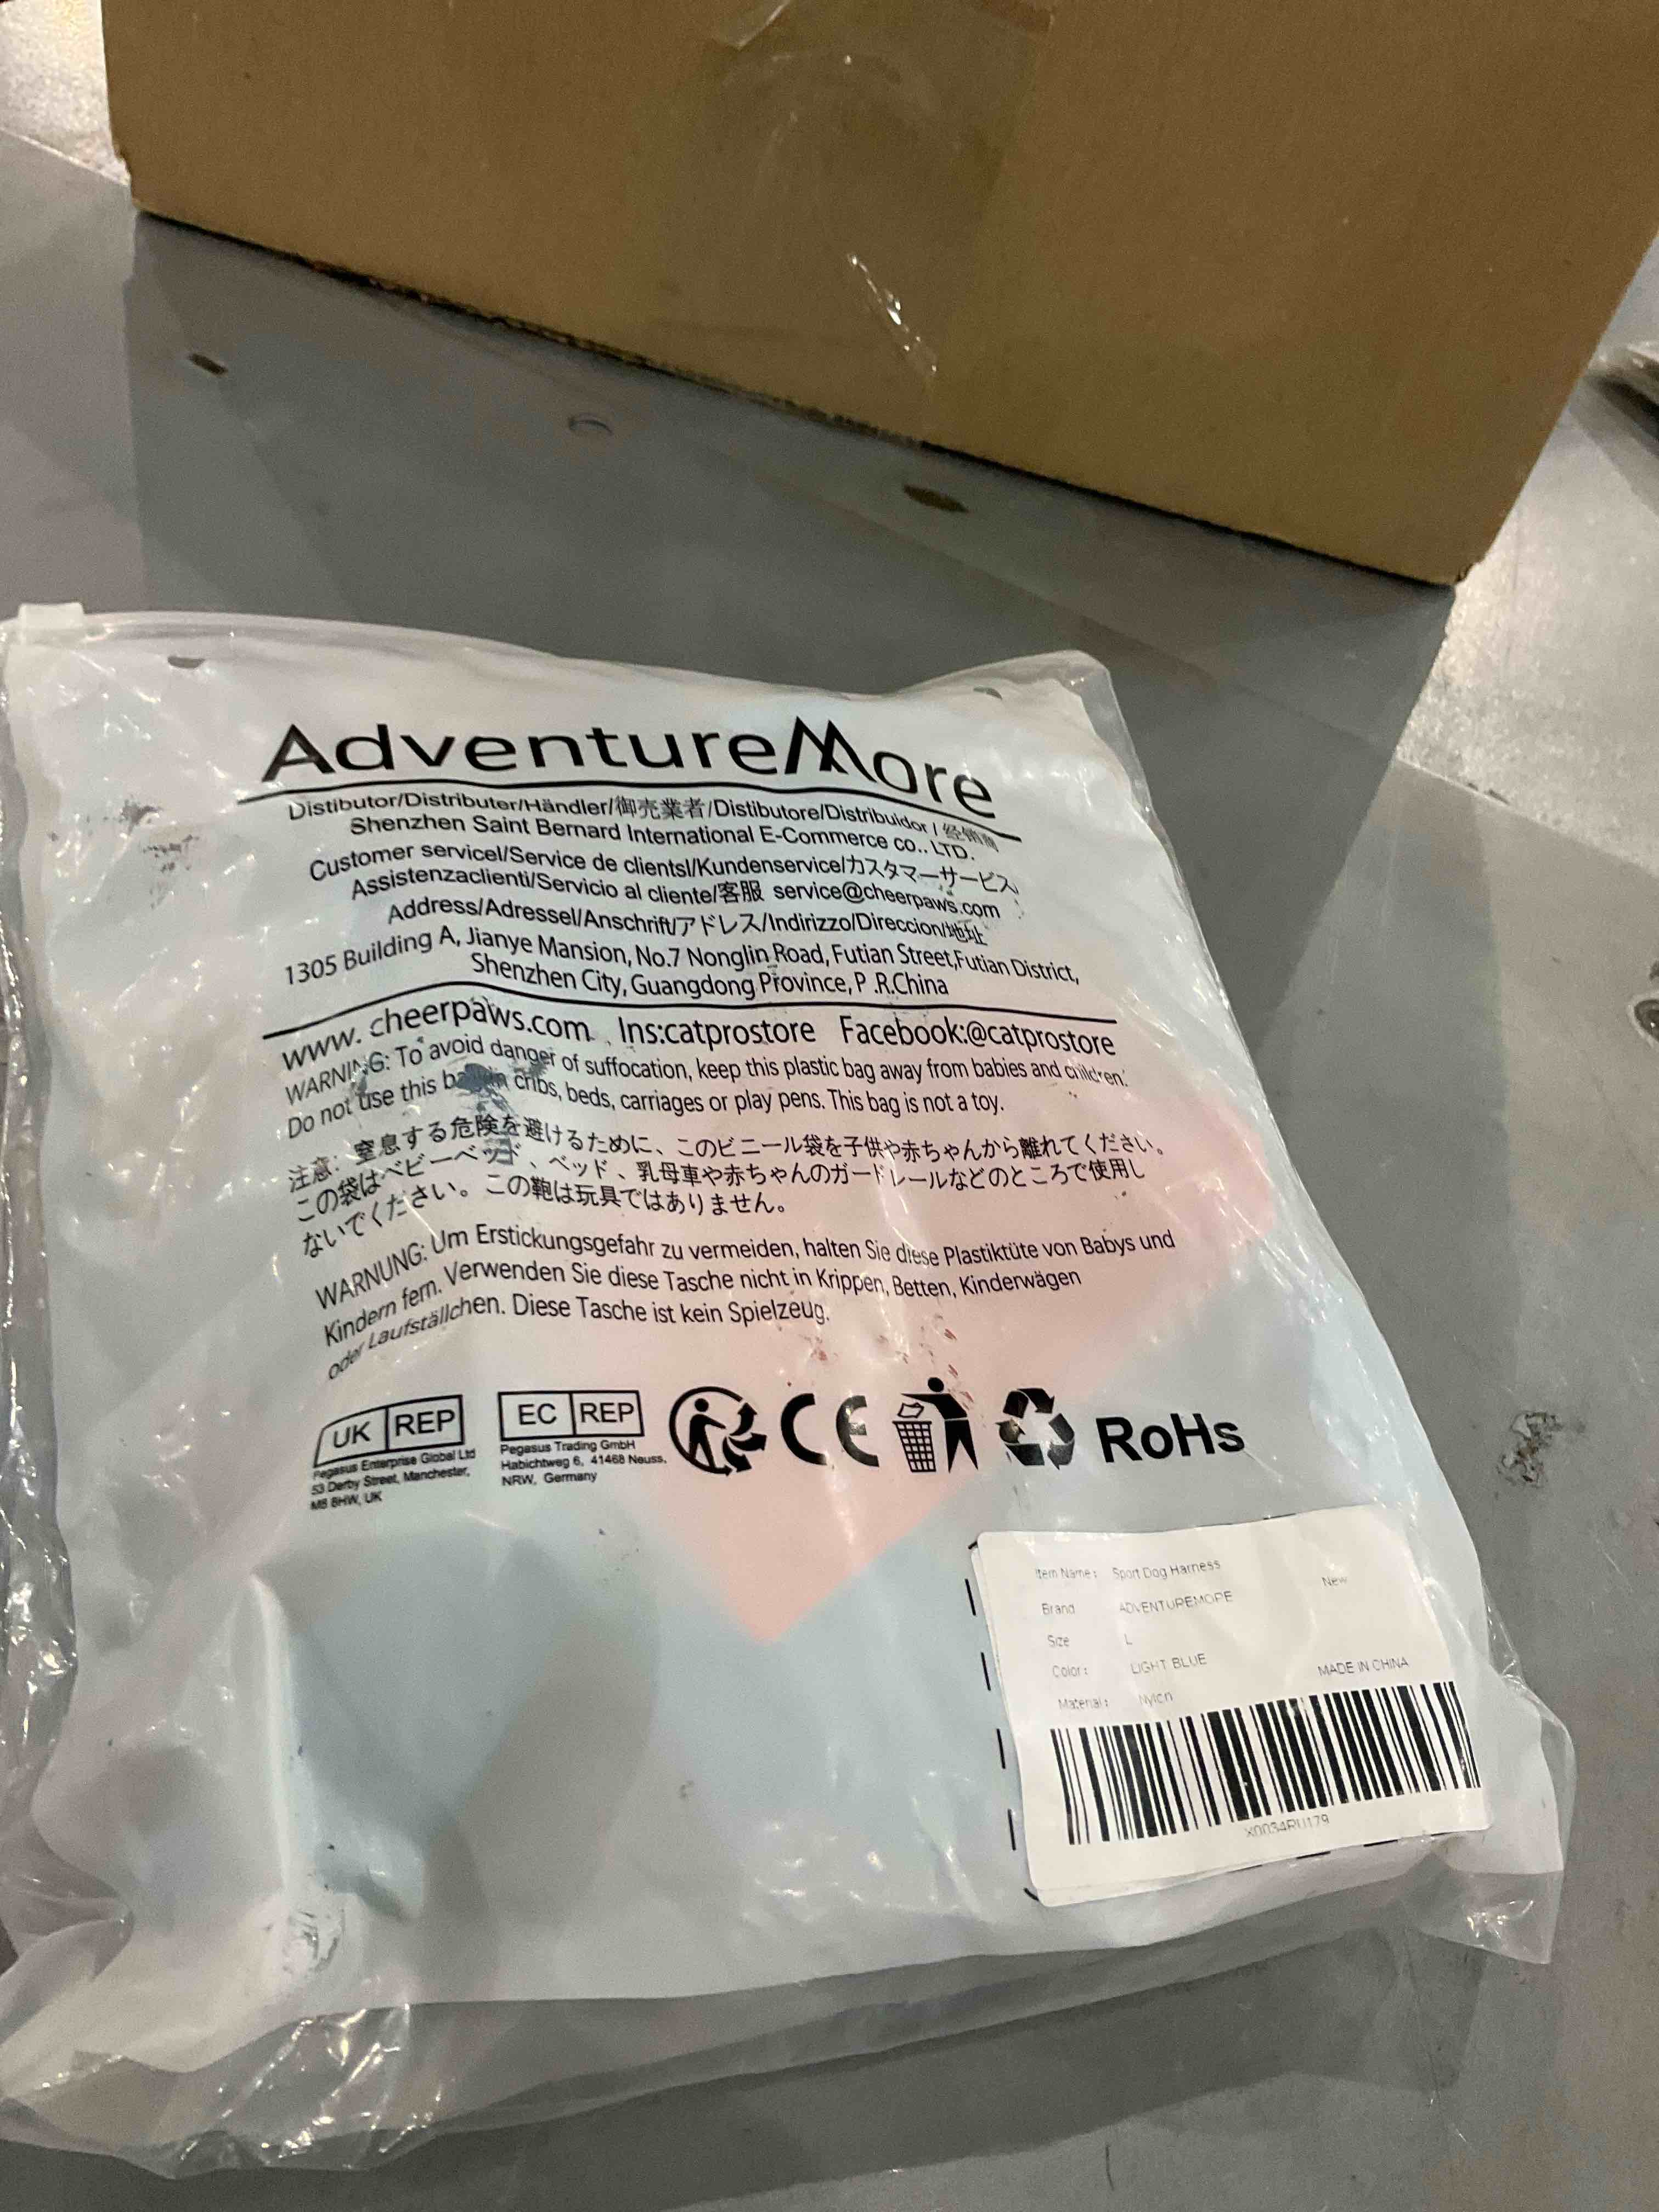 AdventureMore
Distibutor/Distributer/Händler/御売業者/Distibutore/Distribuidor / 经销商
Shenzhen Saint Bernard International E-Commerce co., LTD.
Customer servicel/Service de clientsl/Kundenservice/カスタマーサービス/
Assistenzaclienti/Servicio al cliente/客服 service@cheerpaws.com
Address/Adressel/Anschrift/アドレス/Indirizzo/Direccion/地址
1305 Building A, Jianye Mansion, No.7 Nonglin Road, Futian Street,Futian District,
Shenzhen City, Guangdong Province, P .R.China
www. cheerpaws.com Ins:catprostore Facebook:@catprostore
WARNING: To avoid danger of suffocation, keep this plastic bag away from babies and children.
Do not use this bag in cribs, beds, carriages or play pens. This bag is not a toy.
注意: 窒息する危険を避けるために、このビニール袋を子供や赤ちゃんから離れてください。
この袋はベビーベッド、ベッド、乳母車や赤ちゃんのガードレールなどのところで使用し
ないでください。この鞄は玩具ではありません。
WARNUNG: Um Erstickungsgefahr zu vermeiden, halten Sie diese Plastiktüte von Babys und
Kindern fern. Verwenden Sie diese Tasche nicht in Krippen, Betten, Kinderwägen
oder Laufställchen. Diese Tasche ist kein Spielzeug.
UK REP
Pegasus Enterprise Global Ltd
53 Derby Street, Manchester,
M8 8HW, UK
EC REP
Pegasus Trading GmbH
Habichtweg 6, 41468 Neuss,
NRW, Germany
CE
RoHs
Item Name: Sport Dog Harness
New
Brand ADVENTUREMORE
Size L
Color: LIGHT BLUE
MADE IN CHINA
Material: Nylon
X0034RU179